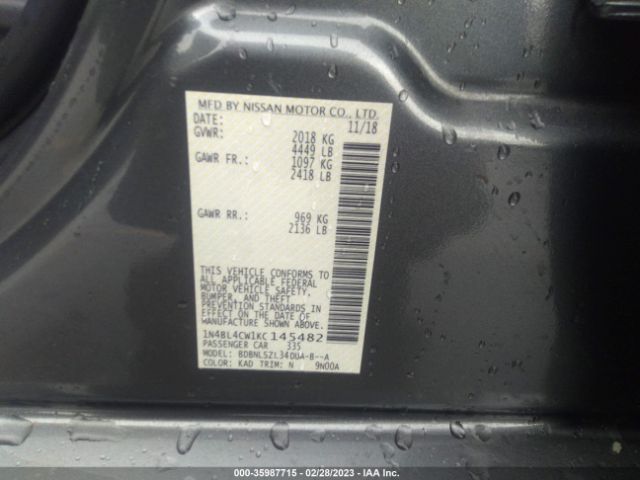 MFD BY NISSAN MOTOR CO., LTD.
DATE: 11/18
GVWR: 2018 KG
4449 LB
GAWR FR.: 1097 KG
2418 LB
GAWR RR.: 969 KG
2136 LB
THIS VEHICLE CONFORMS TO
ALL APPLICABLE FEDERAL
MOTOR VEHICLE SAFETY,
BUMPER, AND THEFT
PREVENTION STANDARDS IN
EFFECT ON THE DATE OF
MANUFACTURE SHOWN ABOVE.
1N4BL4CW1KC 145482
PASSENGER CAR 335
MODEL: BDBNLSZL34DUA-B--A
COLOR: KAD TRIM: N 9N00A
000-35987715 - 02/28/2023 - IAA Inc.